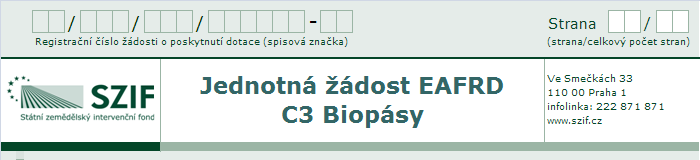 / / / / - Strana /
Registrační číslo žádosti o poskytnutí dotace (spisová značka) (strana/celkový počet stran)
SZIF
Státní zemědělský intervenční fond
Jednotná žádost EAFRD
C3 Biopásy
Ve Smečkách 33
110 00 Praha 1
infolinka: 222 871 871
www.szif.cz